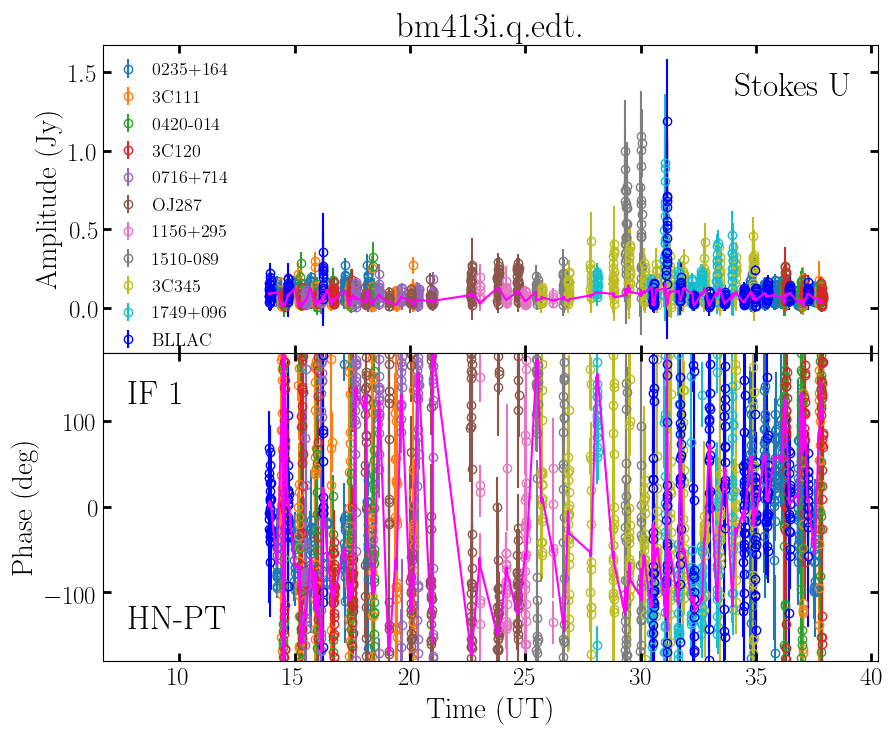 bm413i.q.edt.
Stokes U
Amplitude (Jy)
1.5
1.0
0.5
0.0
0235+164
3C111
0420-014
3C120
0716+714
OJ287
1156+295
1510-089
3C345
1749+096
BLLAC
IF 1
HN-PT
Phase (deg)
100
0
−100
10 15 20 25 30 35 40
Time (UT)